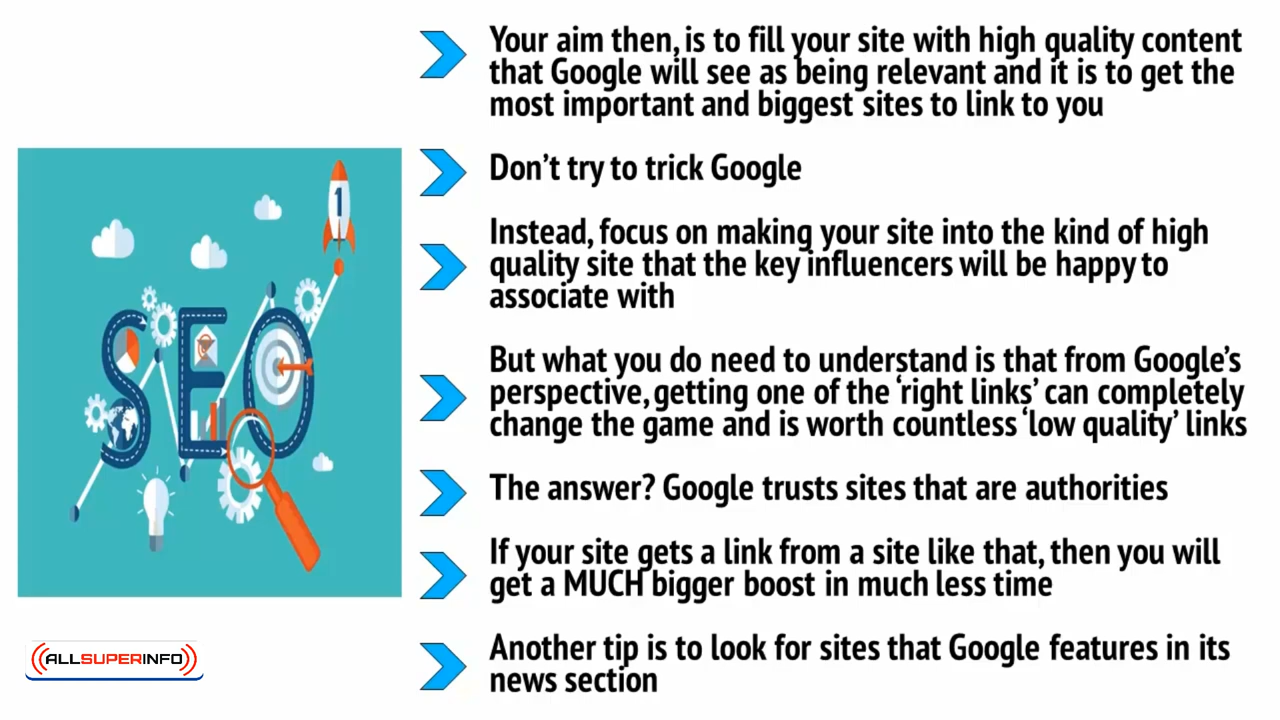 Your aim then, is to fill your site with high quality content
that Google will see as being relevant and it is to get the
most important and biggest sites to link to you
Don't try to trick Google
Instead, focus on making your site into the kind of high
quality site that the key influencers will be happy to
associate with
But what you do need to understand is that from Google's
perspective, getting one of the 'right links' can completely
change the game and is worth countless 'low quality' links
The answer? Google trusts sites that are authorities
If your site gets a link from a site like that, then you will
get a MUCH bigger boost in much less time
Another tip is to look for sites that Google features in its
news section
1
SEO
ALLSUPERINFO